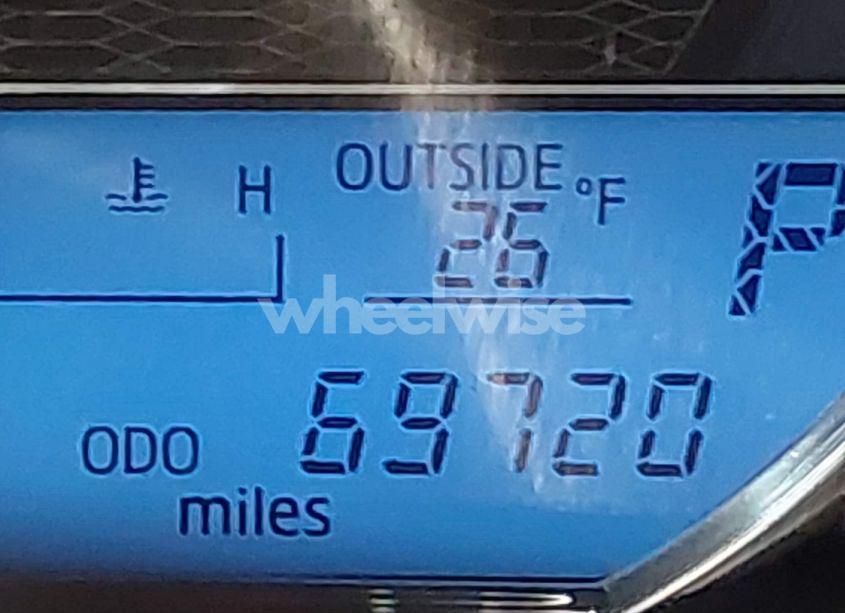 H OUTSIDE °F P
26
wheelwise
ODO 69720
miles